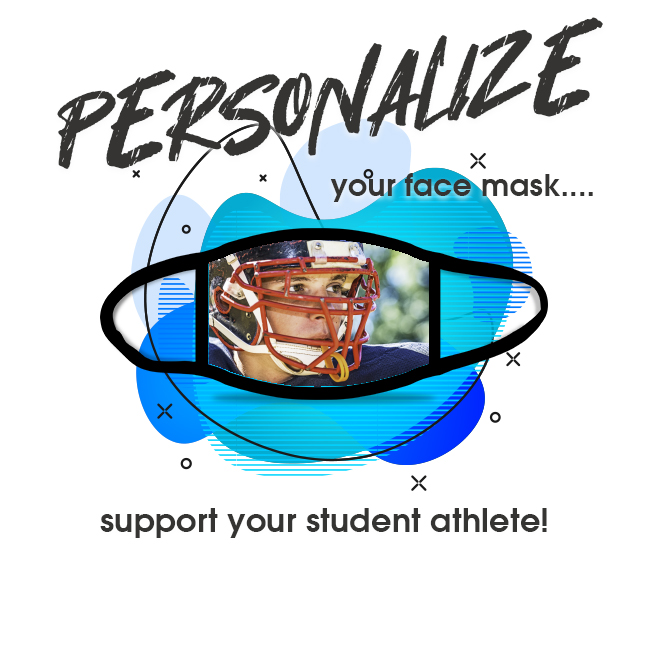 PERSONALIZE
your face mask....
support your student athlete!